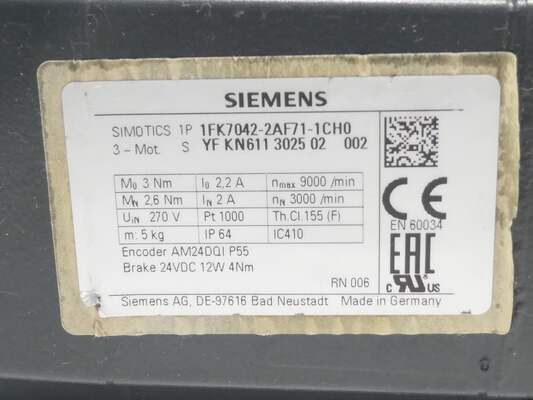 SIEMENS
SIMOTICS 1P 1FK7042-2AF71-1CH0
3 - Mot. S YF KN611 3025 02 002
M₀ 3 Nm I₀ 2,2 A nmax 9000 /min
MN 2,6 Nm IN 2 A nN 3000 /min
UIN 270 V Pt 1000 Th.Cl.155 (F)
m: 5 kg IP 64 IC410
Encoder AM24DQI P55
Brake 24VDC 12W 4Nm
RN 006
CE
EN 60034
EAC
C RU US
Siemens AG, DE-97616 Bad Neustadt Made in Germany